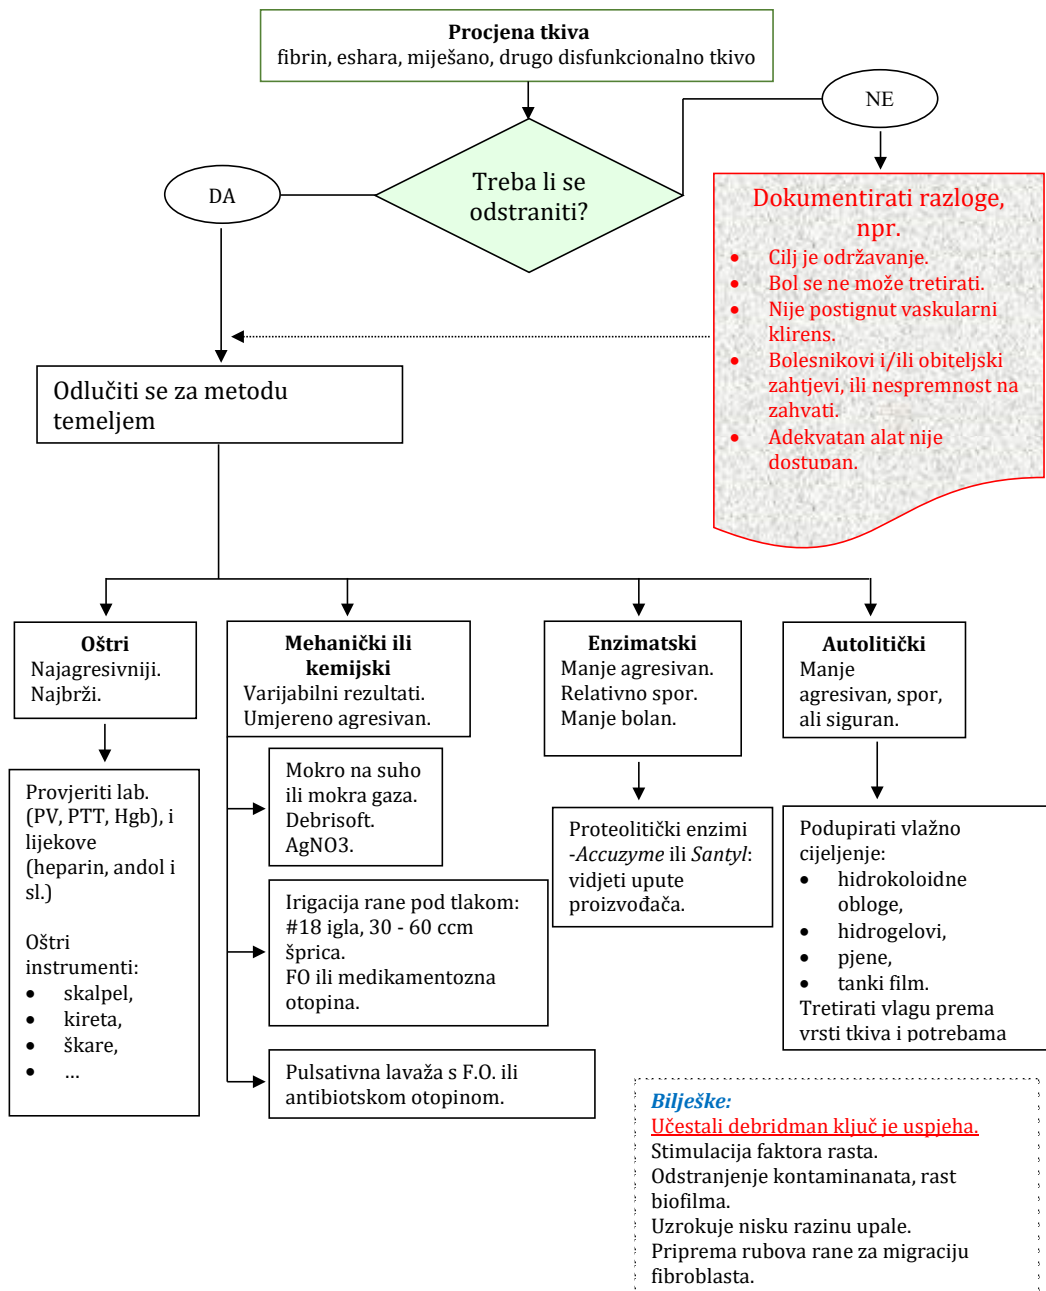 Procjena tkiva
fibrin, eshara, miješano, drugo disfunkcionalno tkivo
NE
Treba li se
odstraniti?
DA
Dokumentirati razloge,
npr.
• Cilj je održavanje.
• Bol se ne može tretirati.
• Nije postignut vaskularni
klirens.
• Bolesnikovi i/ili obiteljski
zahtjevi, ili nespremnost na
zahvati.
• Adekvatan alat nije
dostupan.
Odlučiti se za metodu
temeljem
Oštri
Najagresivniji.
Najbrži.
Mehanički ili
kemijski
Varijabilni rezultati.
Umjereno agresivan.
Enzimatski
Manje agresivan.
Relativno spor.
Manje bolan.
Autolitički
Manje
agresivan, spor,
ali siguran.
Provjeriti lab.
(PV, PTT, Hgb), i
lijekove
(heparin, andol i
sl.)
Oštri
instrumenti:
• skalpel,
• kireta,
• škare,
• ...
Mokro na suho
ili mokra gaza.
Debrisoft.
AgNO3.
Irigacija rane pod tlakom:
#18 igla, 30 - 60 ccm
šprica.
FO ili medikamentozna
otopina.
Pulsativna lavaža s F.O. ili
antibiotskom otopinom.
Proteolitički enzimi
-Accuzyme ili Santyl:
vidjeti upute
proizvođača.
Podupirati vlažno
cijeljenje:
• hidrokoloidne
obloge,
• hidrogelovi,
• pjene,
• tanki film.
Tretirati vlagu prema
vrsti tkiva i potrebama
Bilješke:
Učestali debridman ključ je uspjeha.
Stimulacija faktora rasta.
Odstranjenje kontaminanata, rast
biofilma.
Uzrokuje nisku razinu upale.
Priprema rubova rane za migraciju
fibroblasta.